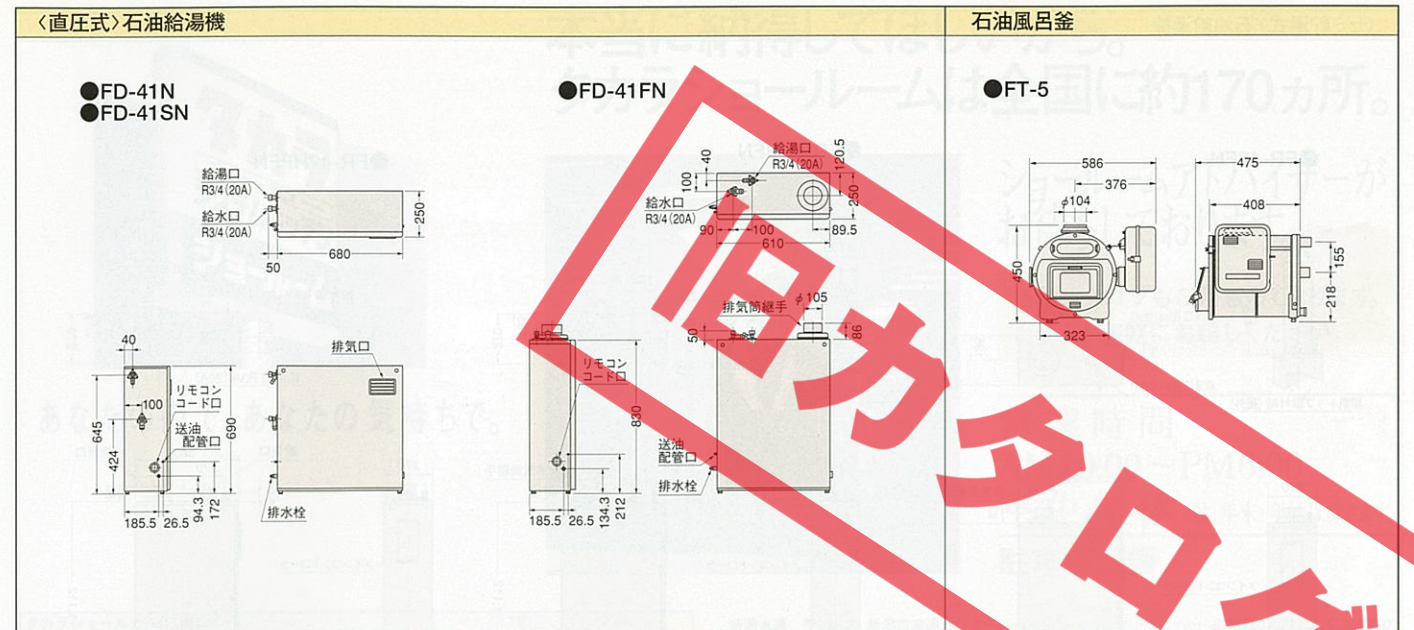 〈直圧式〉石油給湯機
●FD-41N
●FD-41SN
給湯口
R3/4(20A)
給水口
R3/4(20A)
250
50
680
40
100
リモコン
コード口
送油
配管口
645
424
690
94.3
172
185.5
26.5
排気口
排水栓
●FD-41FN
給湯口
R3/4(20A)
40
100
120.5
250
給水口
R3/4(20A)
90
100
89.5
610
排気筒継手
φ105
50
86
リモコン
コード口
830
送油
配管口
排水栓
185.5
26.5
134.3
212
石油風呂釜
●FT-5
586
376
φ104
450
323
475
408
155
218
旧カタログ